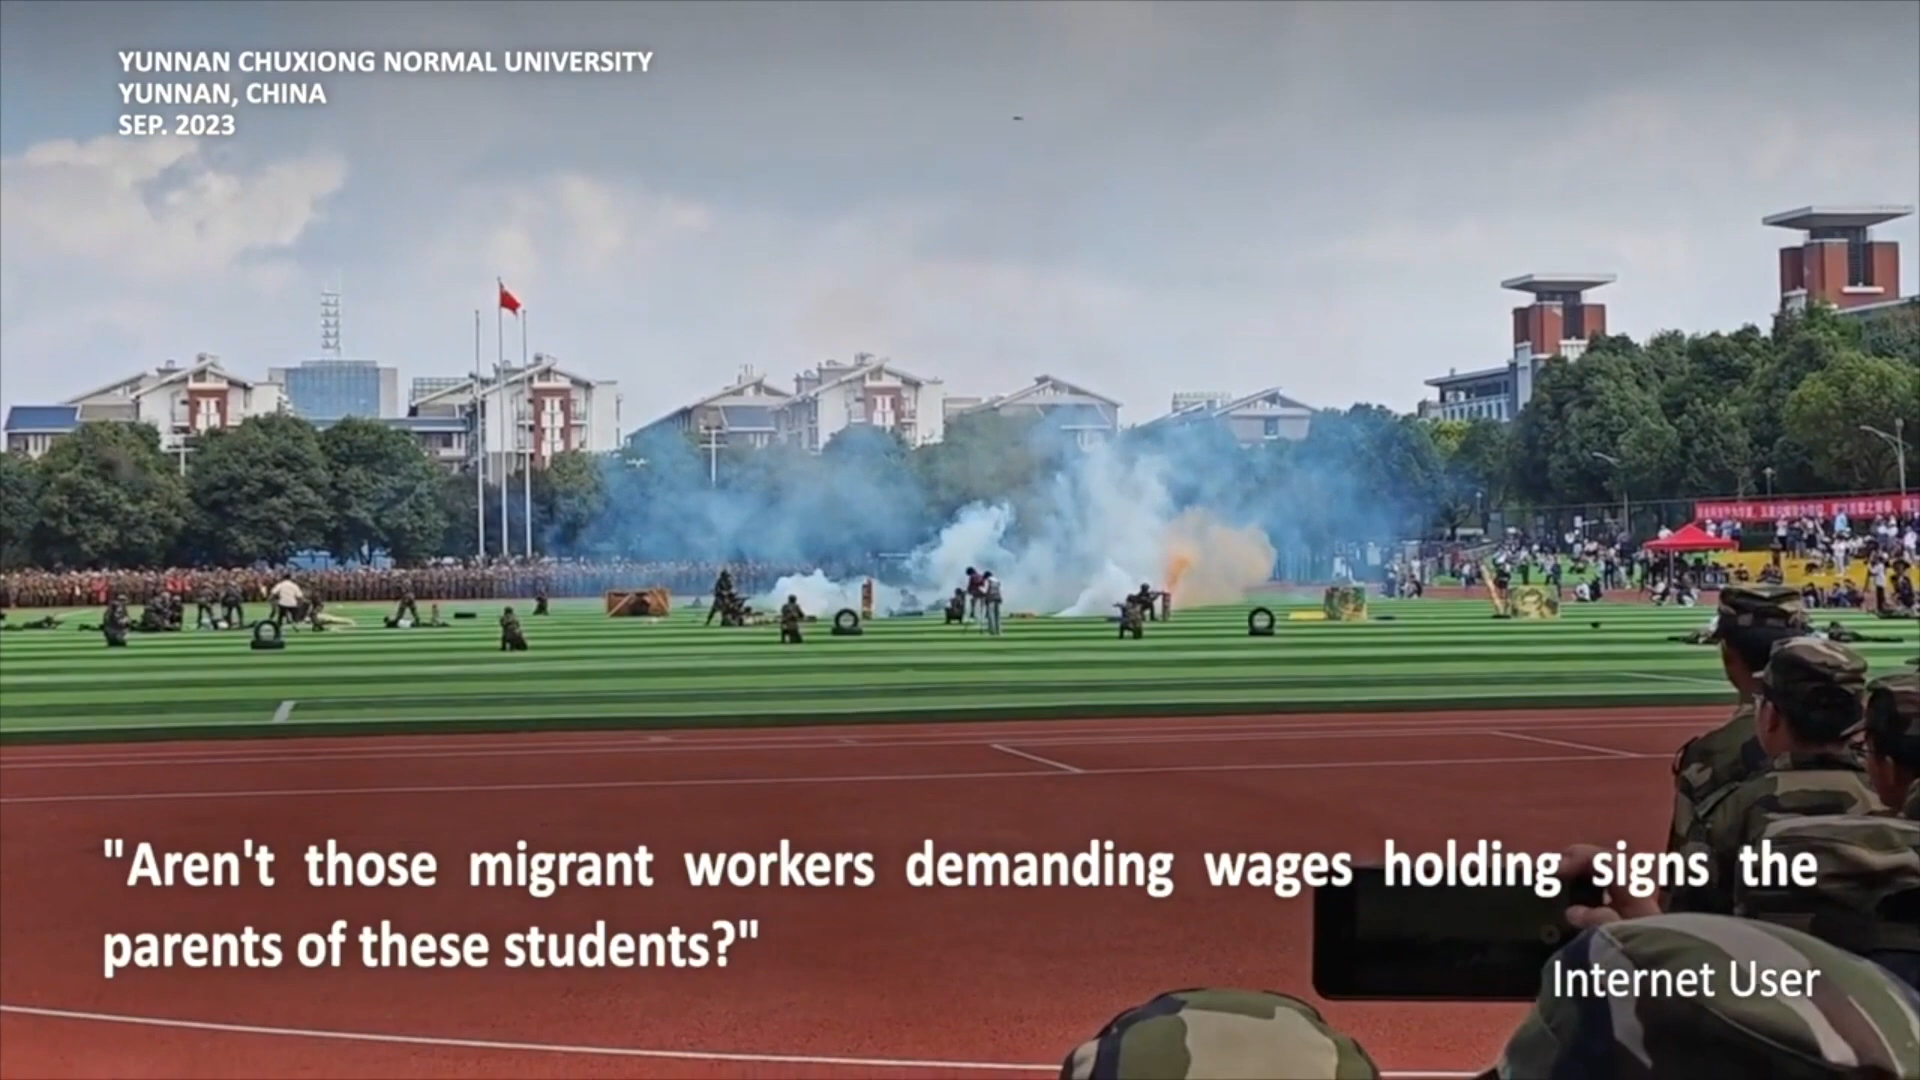 YUNNAN CHUXIONG NORMAL UNIVERSITY
YUNNAN, CHINA
SEP. 2023
"Aren't those migrant workers demanding wages holding signs the
parents of these students?"
Internet User